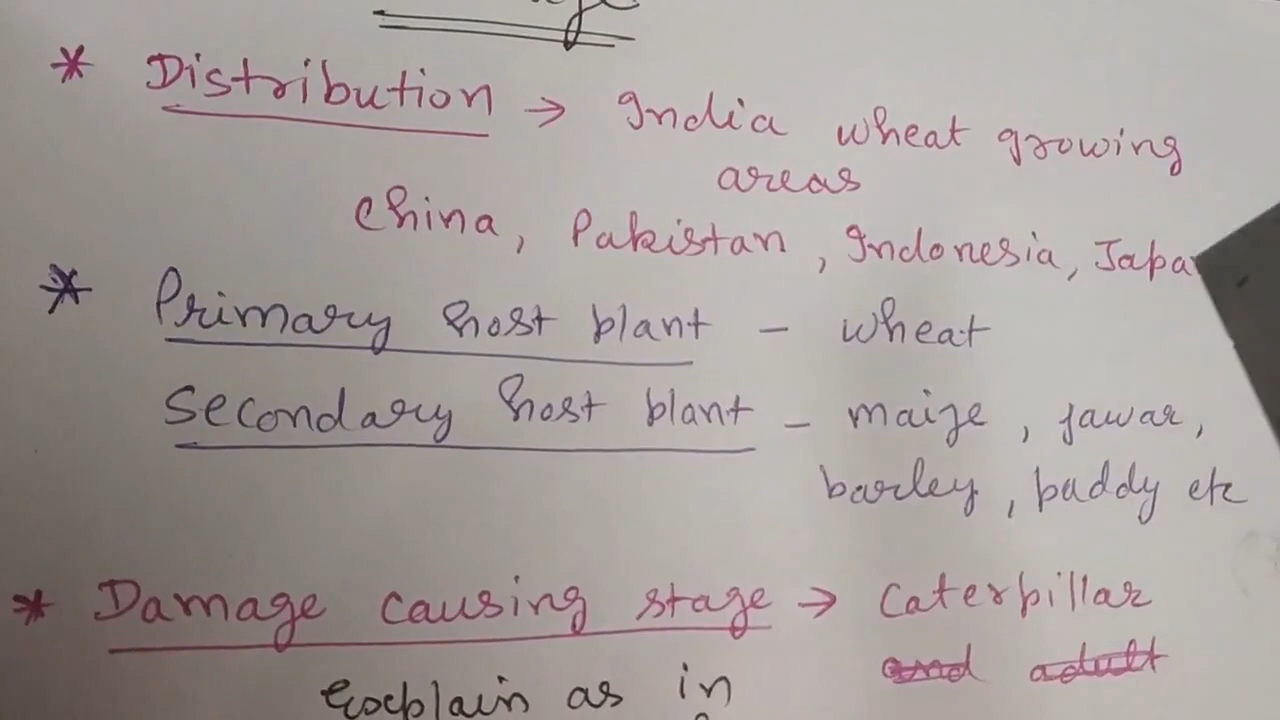 * Distribution → India wheat growing
areas
China, Pakistan, Indonesia, Japa
* Primary host plant - wheat
Secondary host plant - maize, jawar,
barley, paddy etc
* Damage causing stage → Caterpillar
and adult
Explain as in